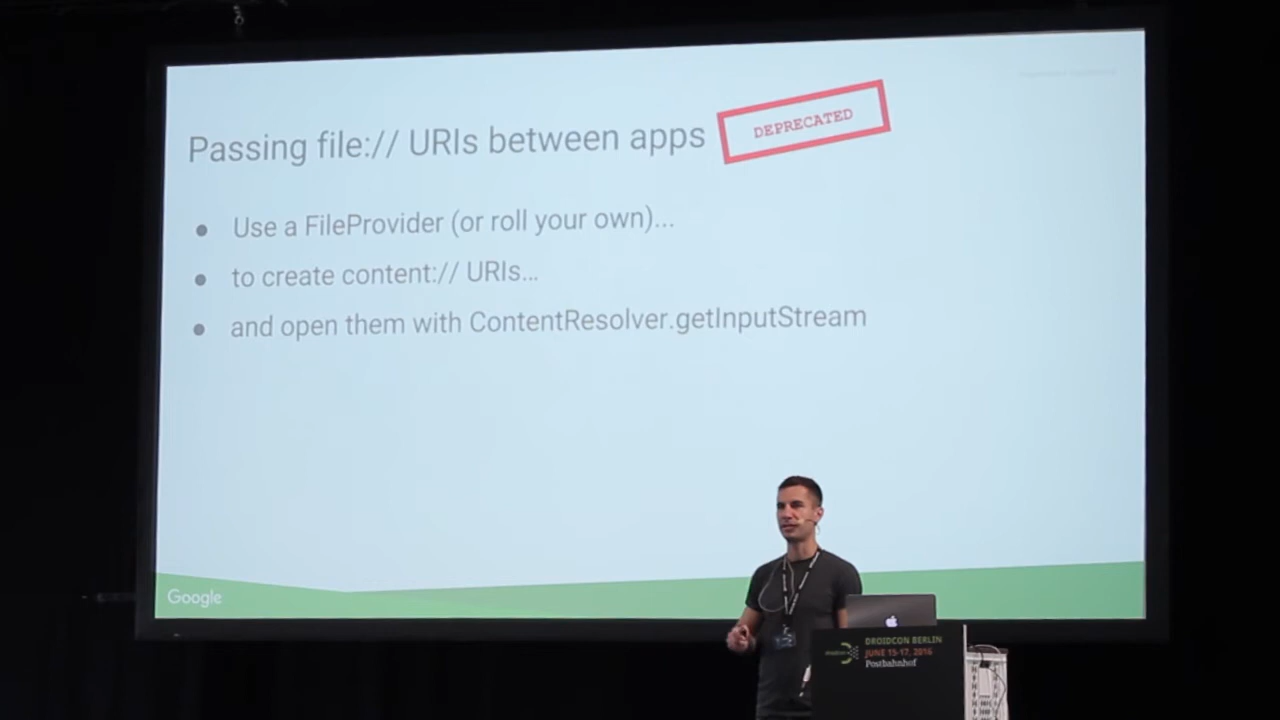 Passing file:// URIs between apps
DEPRECATED
● Use a FileProvider (or roll your own)...
● to create content:// URIs...
● and open them with ContentResolver.getInputStream
Google
DROIDCON BERLIN
JUNE 15-17, 2016
Postbahnhof